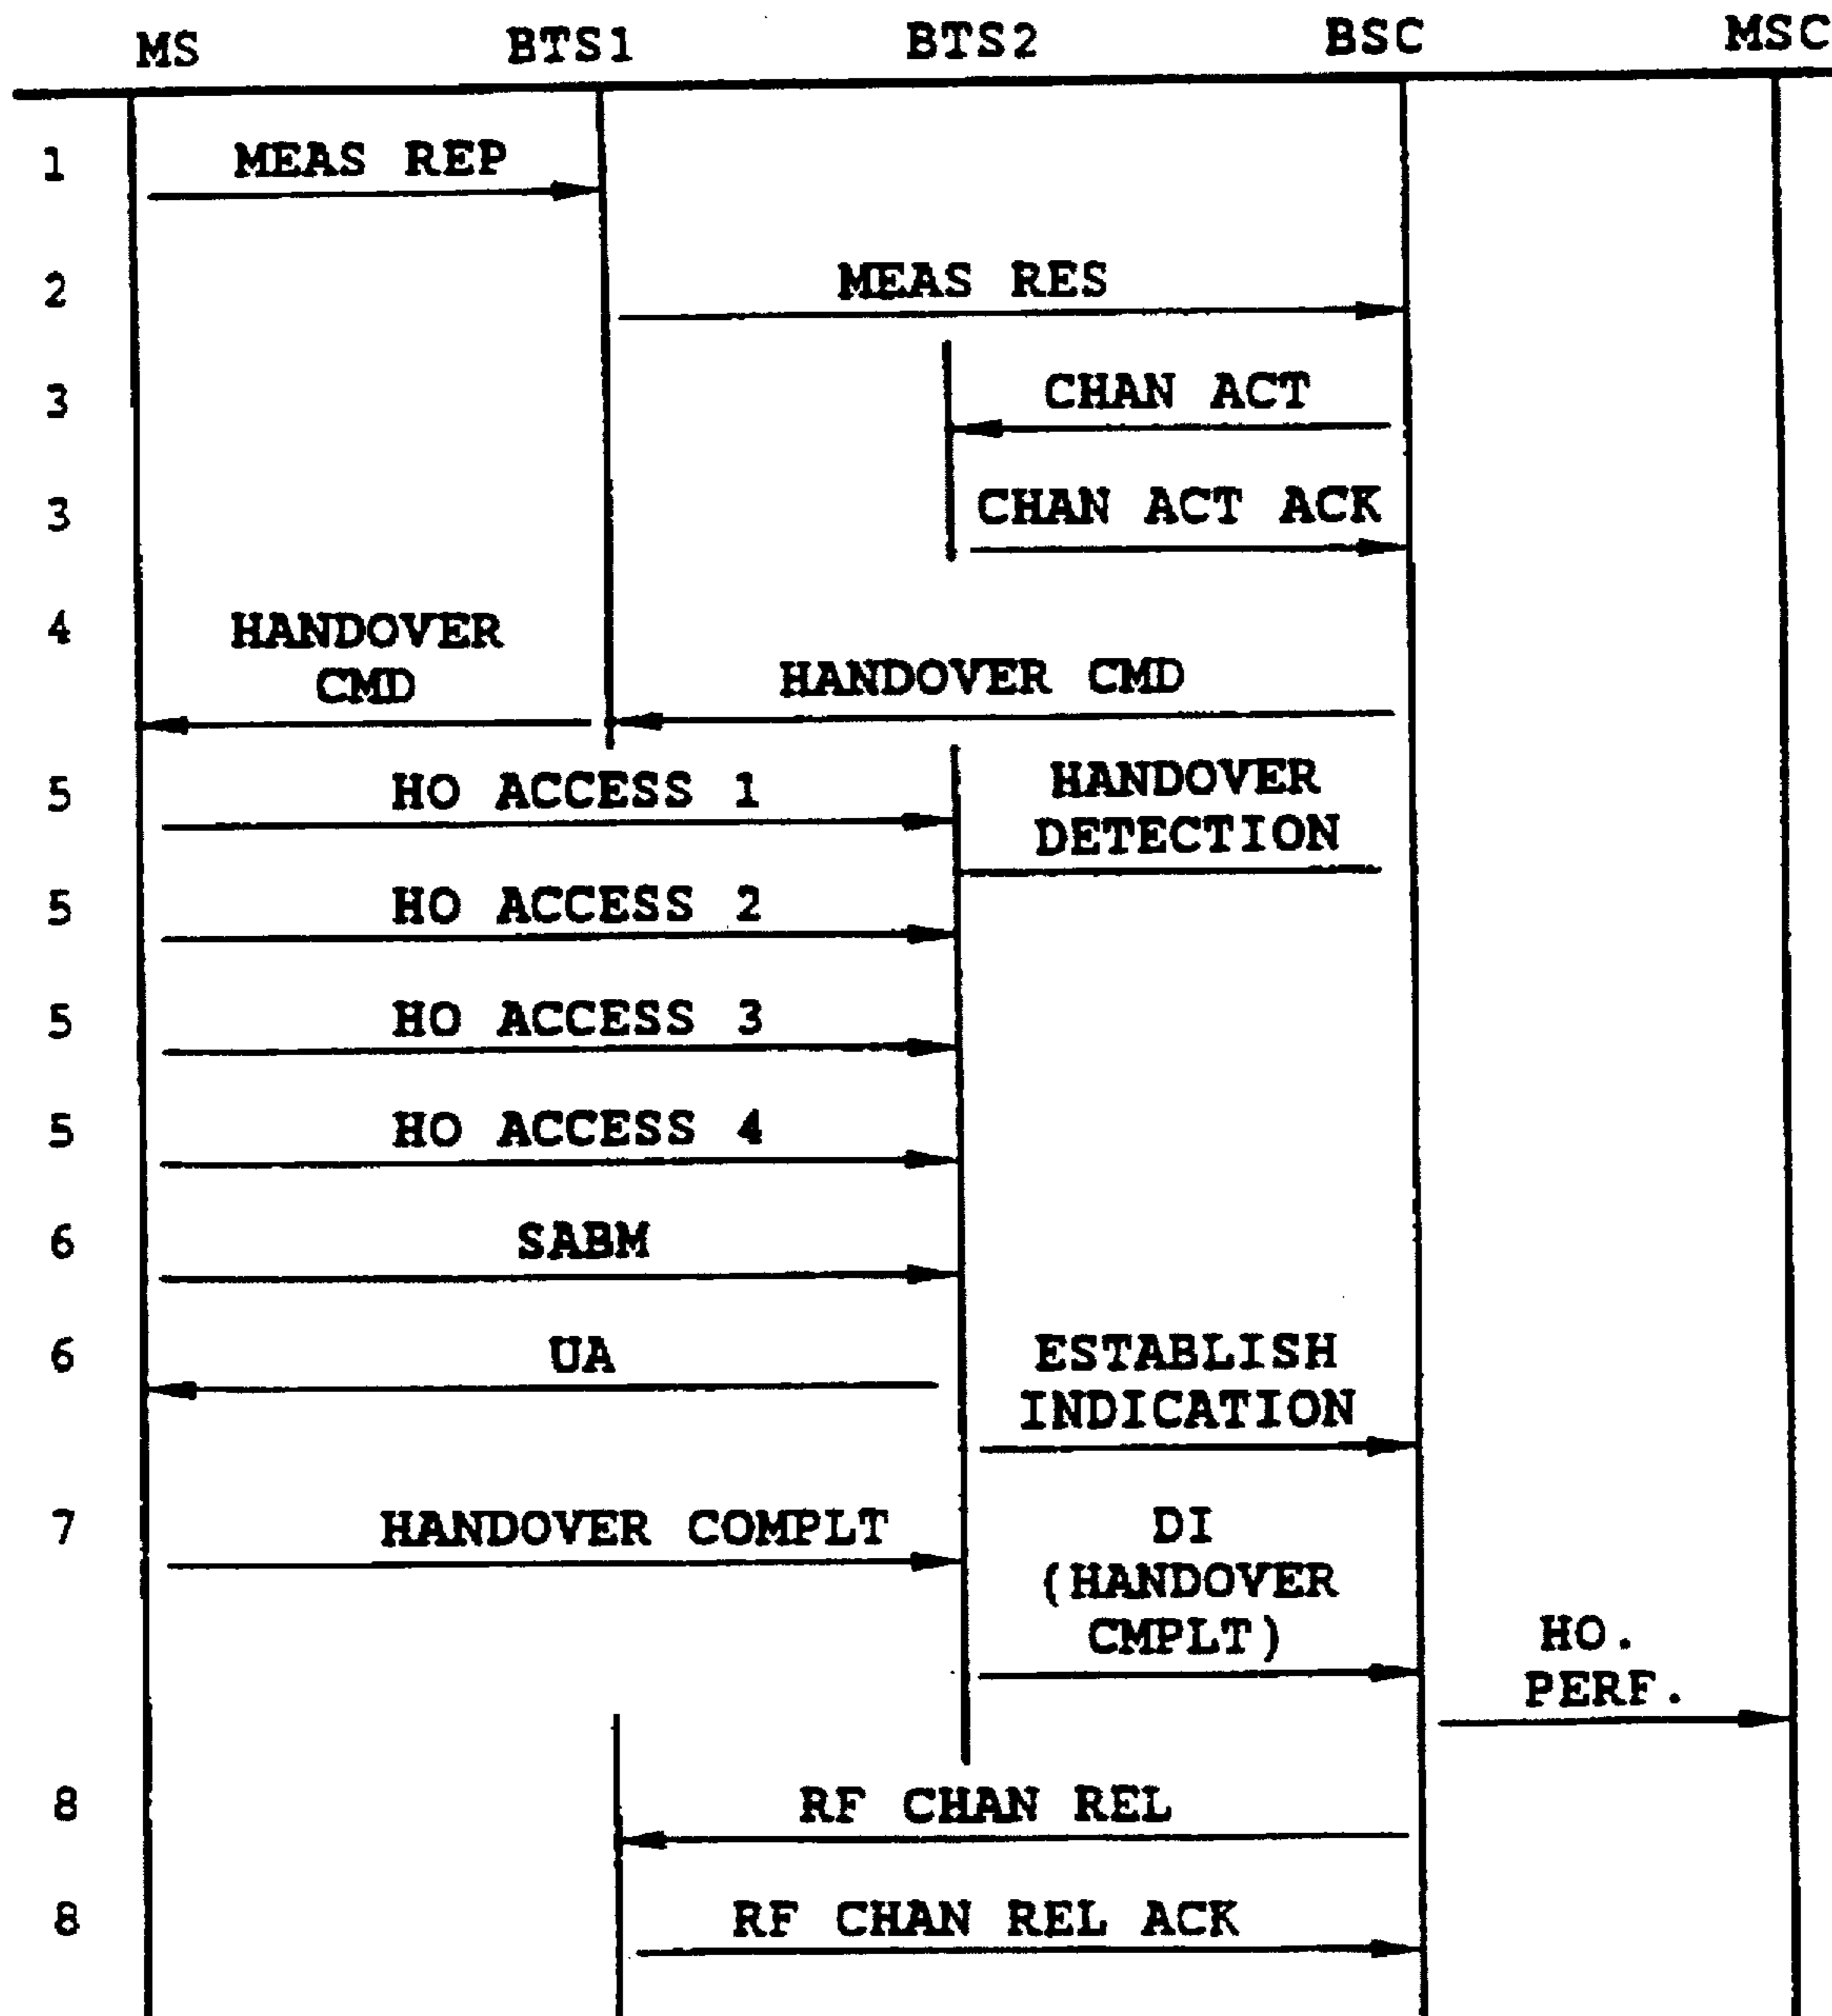 MS BTS1 BTS2 BSC MSC
1 MEAS REP
2 MEAS RES
3 CHAN ACT
3 CHAN ACT ACK
4 HANDOVER
CMD
HANDOVER CMD
5 HO ACCESS 1
HANDOVER
DETECTION
5 HO ACCESS 2
5 HO ACCESS 3
5 HO ACCESS 4
6 SABM
6 UA
ESTABLISH
INDICATION
7 HANDOVER COMPLT
DI
(HANDOVER
CMPLT)
HO.
PERF.
8 RF CHAN REL
8 RF CHAN REL ACK